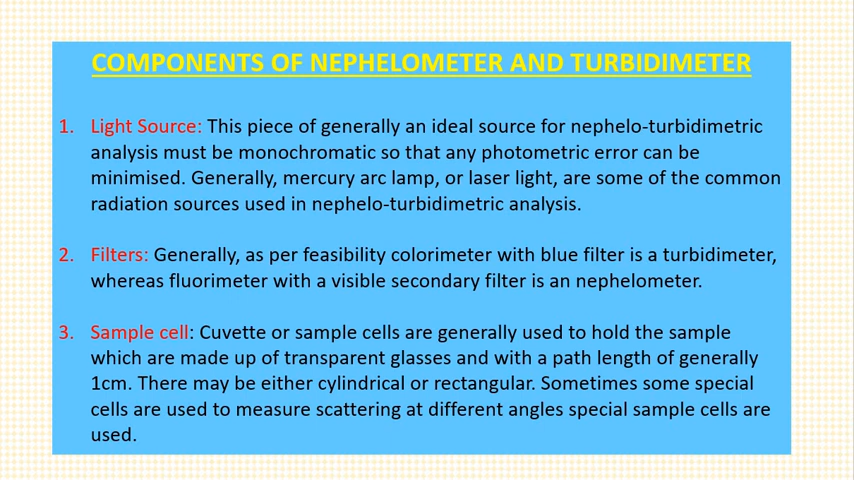 COMPONENTS OF NEPHELOMETER AND TURBIDIMETER
1. Light Source: This piece of generally an ideal source for nephelo-turbidimetric
analysis must be monochromatic so that any photometric error can be
minimised. Generally, mercury arc lamp, or laser light, are some of the common
radiation sources used in nephelo-turbidimetric analysis.
2. Filters: Generally, as per feasibility colorimeter with blue filter is a turbidimeter,
whereas fluorimeter with a visible secondary filter is an nephelometer.
3. Sample cell: Cuvette or sample cells are generally used to hold the sample
which are made up of transparent glasses and with a path length of generally
1cm. There may be either cylindrical or rectangular. Sometimes some special
cells are used to measure scattering at different angles special sample cells are
used.